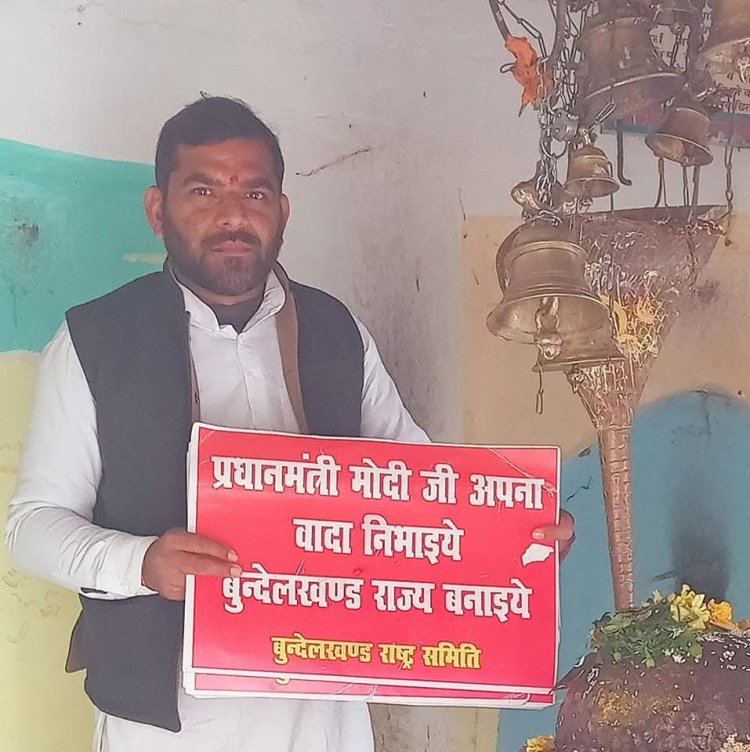 प्रधानमंत्री मोदी जी अपना
वादा निभाइये
बुन्देलखण्ड राज्य बनाइये
बुन्देलखण्ड राष्ट्र समिति